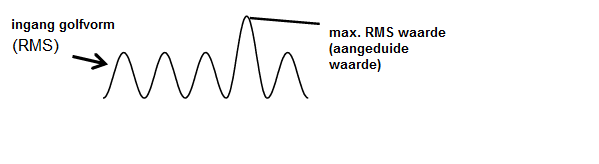 ingang golfvorm
(RMS)
max. RMS waarde
(aangeduide
waarde)